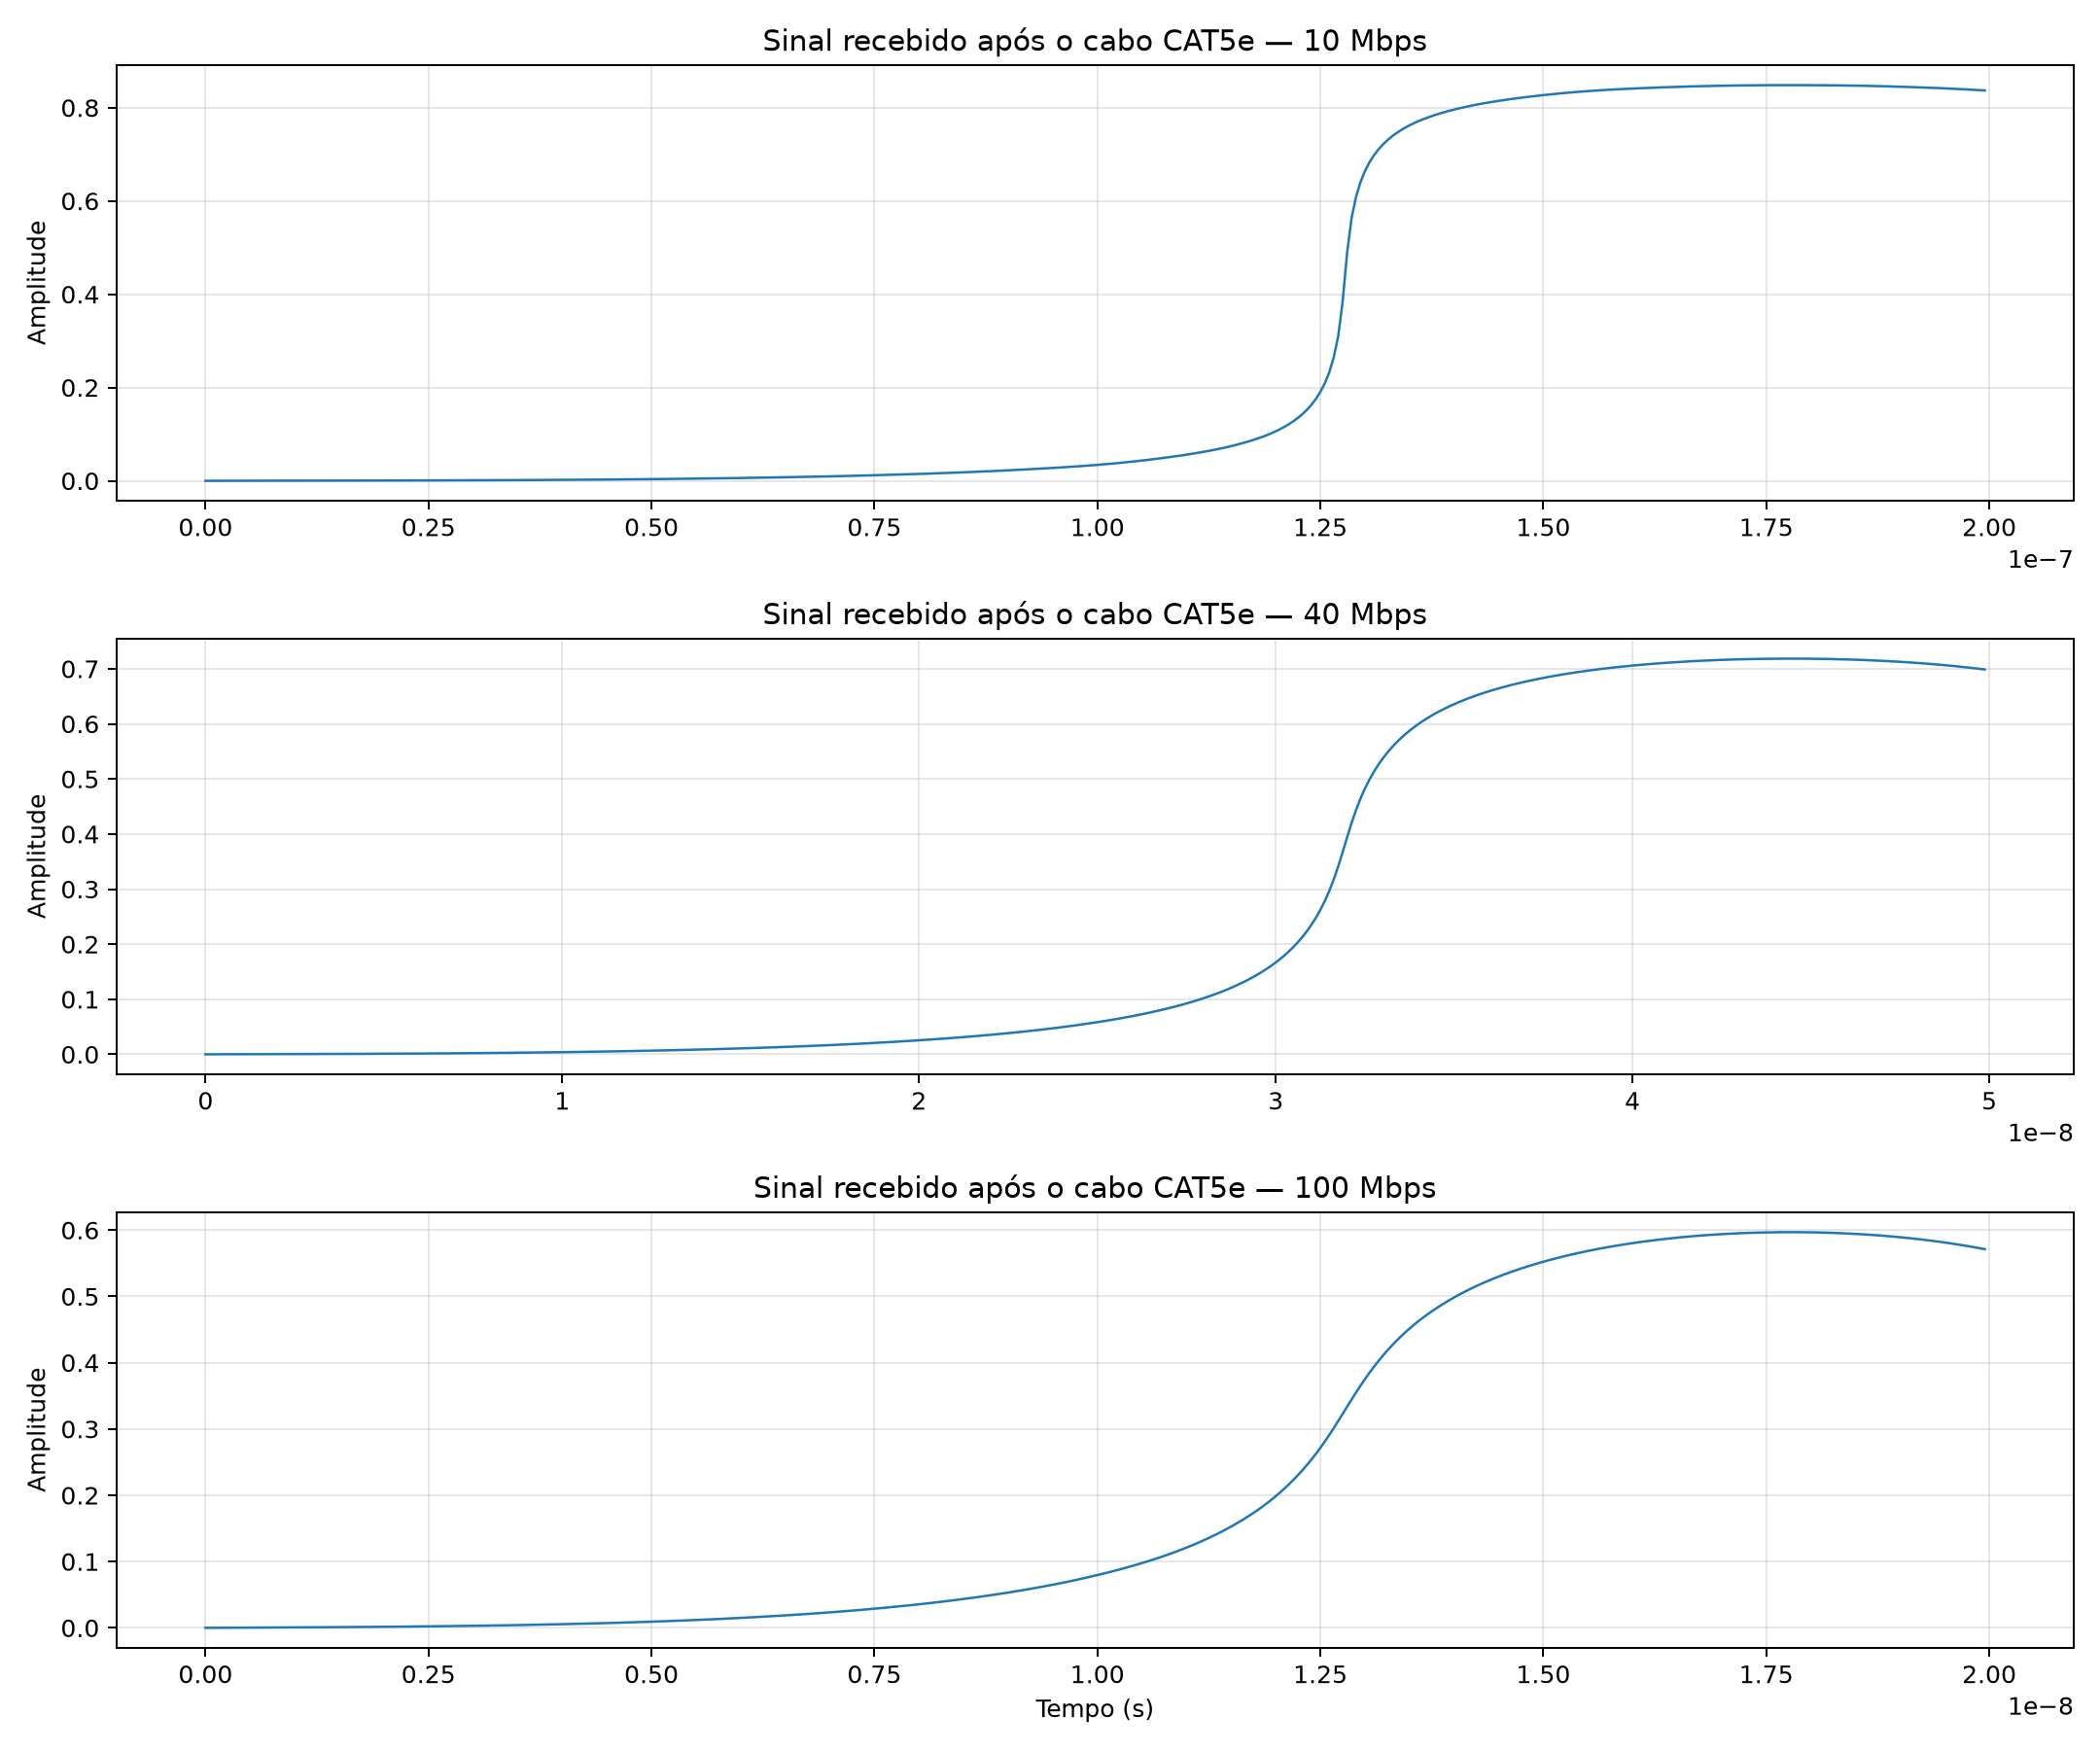 Sinal recebido após o cabo CAT5e — 10 Mbps
Amplitude
0.8
0.6
0.4
0.2
0.0
0.00 0.25 0.50 0.75 1.00 1.25 1.50 1.75 2.00
1e−7
Sinal recebido após o cabo CAT5e — 40 Mbps
Amplitude
0.7
0.6
0.5
0.4
0.3
0.2
0.1
0.0
0 1 2 3 4 5
1e−8
Sinal recebido após o cabo CAT5e — 100 Mbps
Amplitude
0.6
0.5
0.4
0.3
0.2
0.1
0.0
0.00 0.25 0.50 0.75 1.00 1.25 1.50 1.75 2.00
Tempo (s)
1e−8